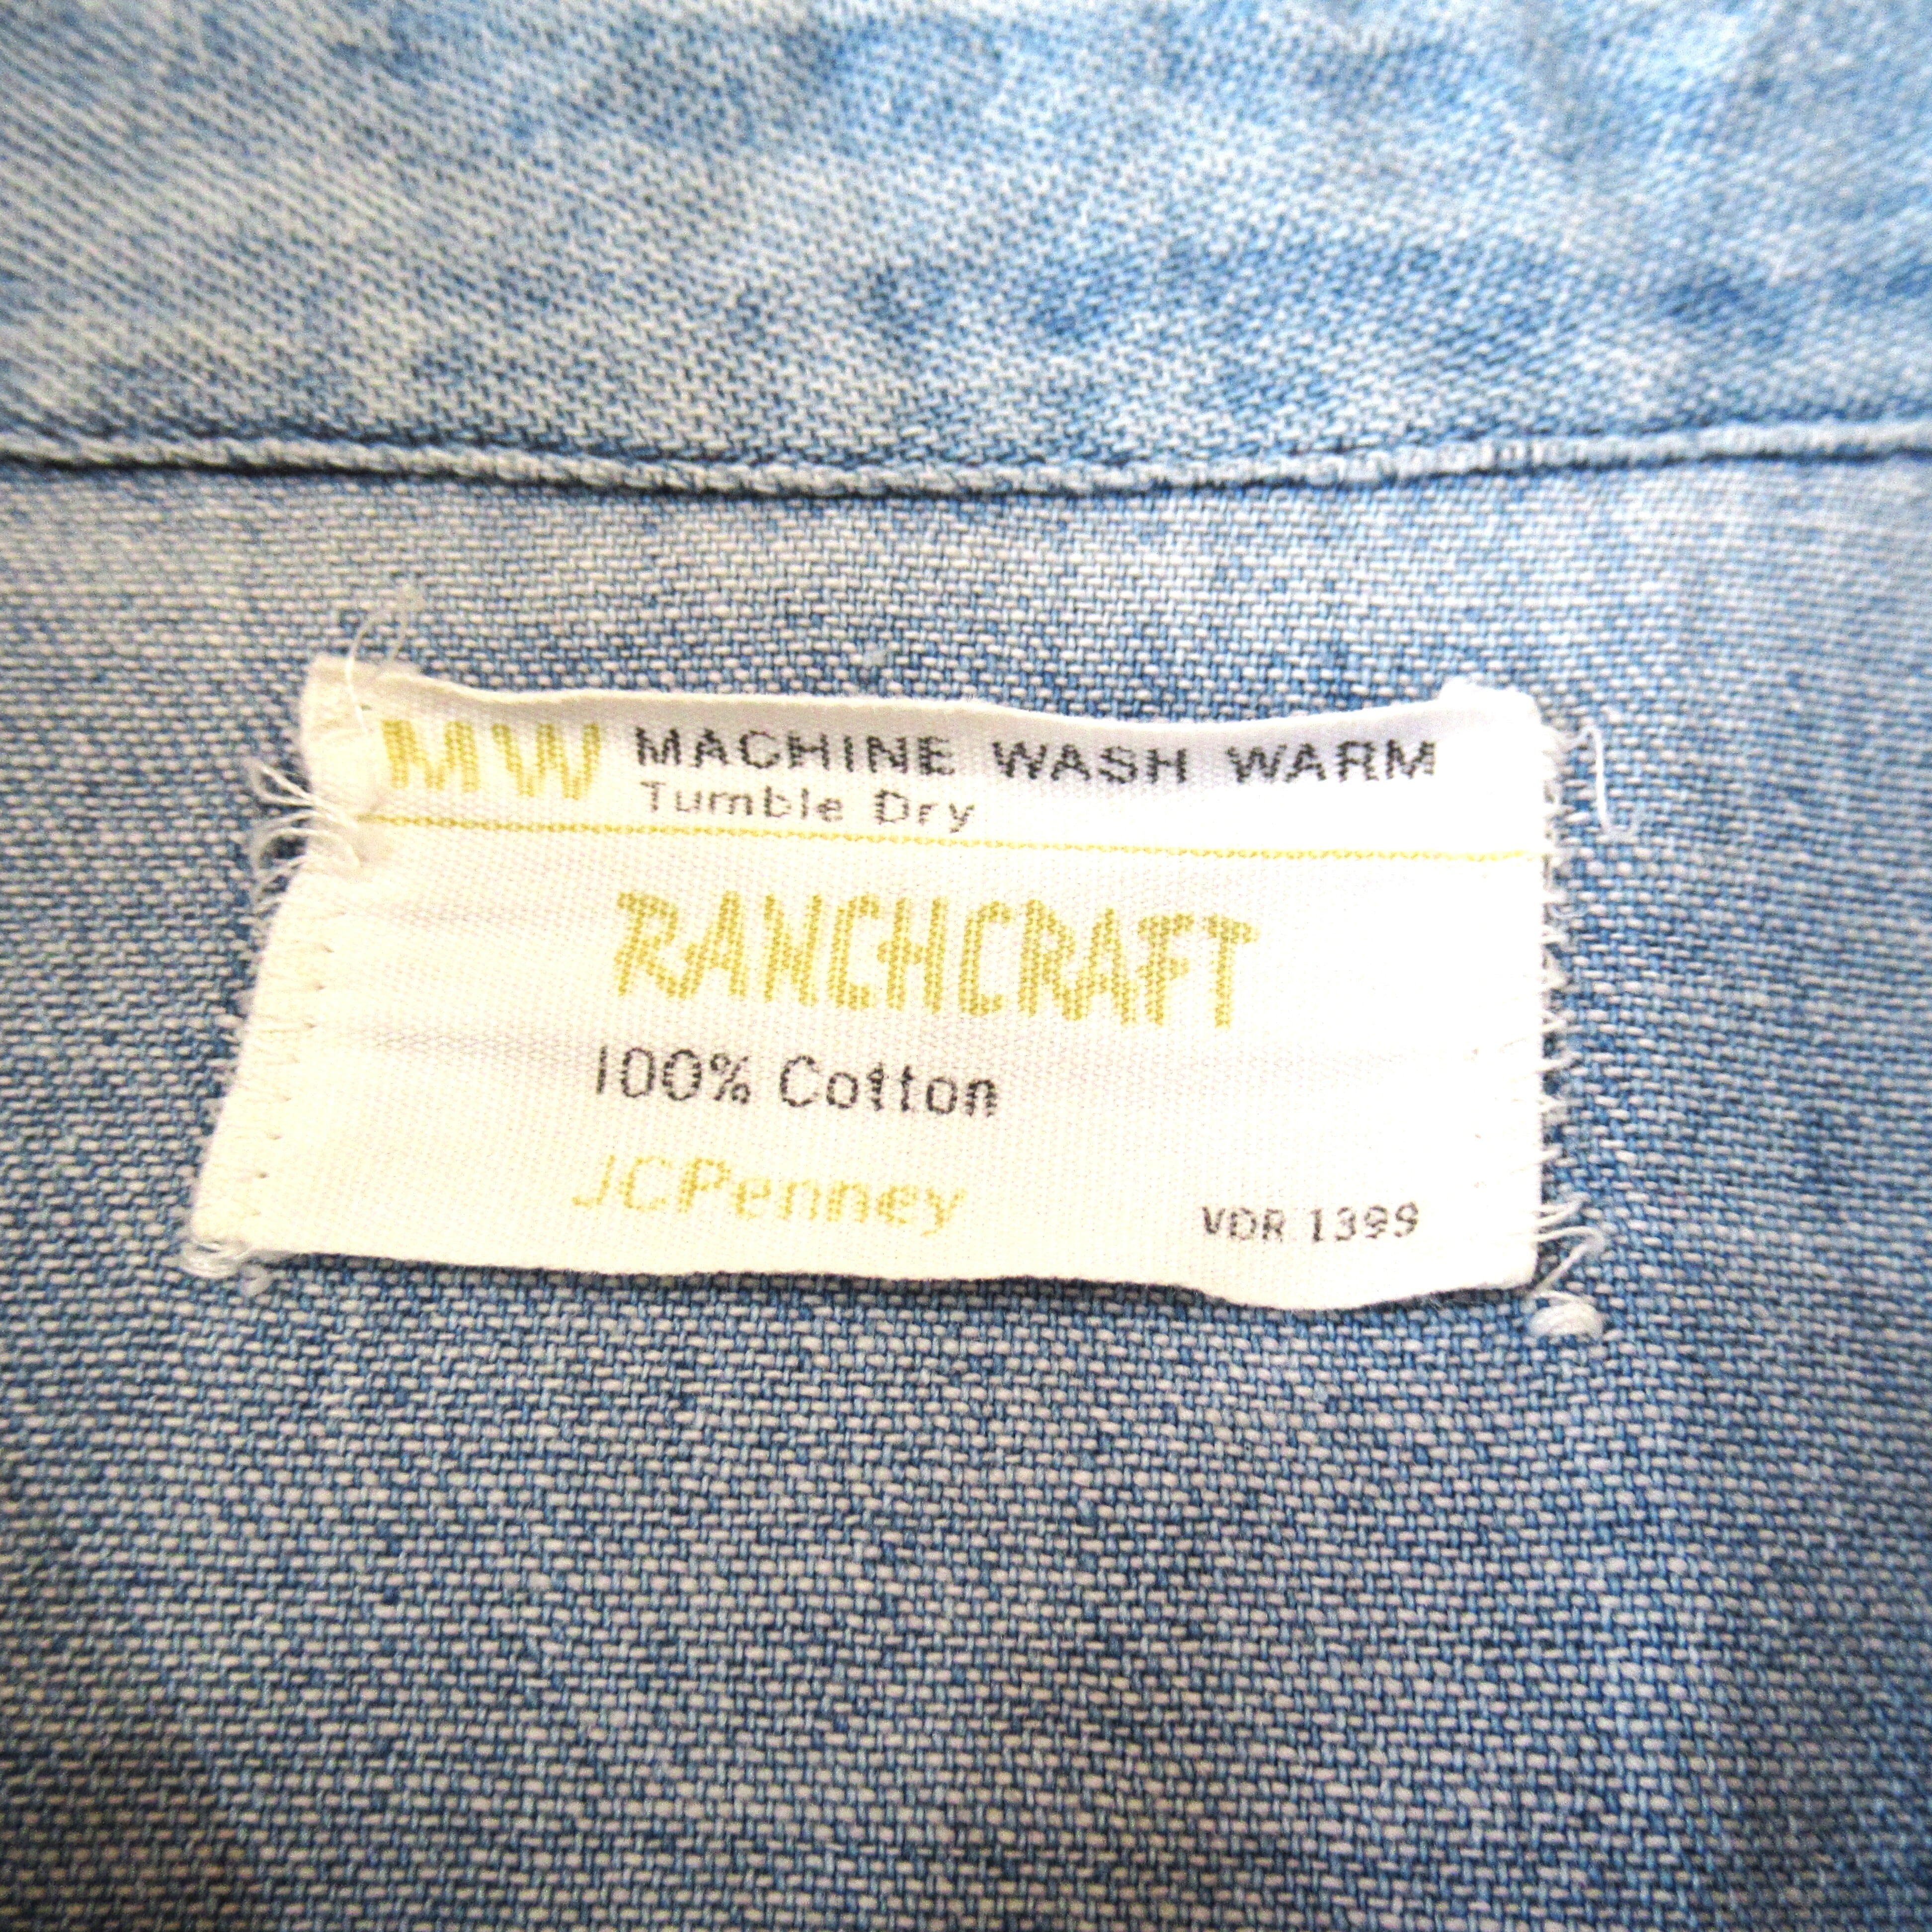 MW MACHINE WASH WARM
Tumble Dry
RANCHCRAFT
100% Cotton
JCPenney VDR 1399